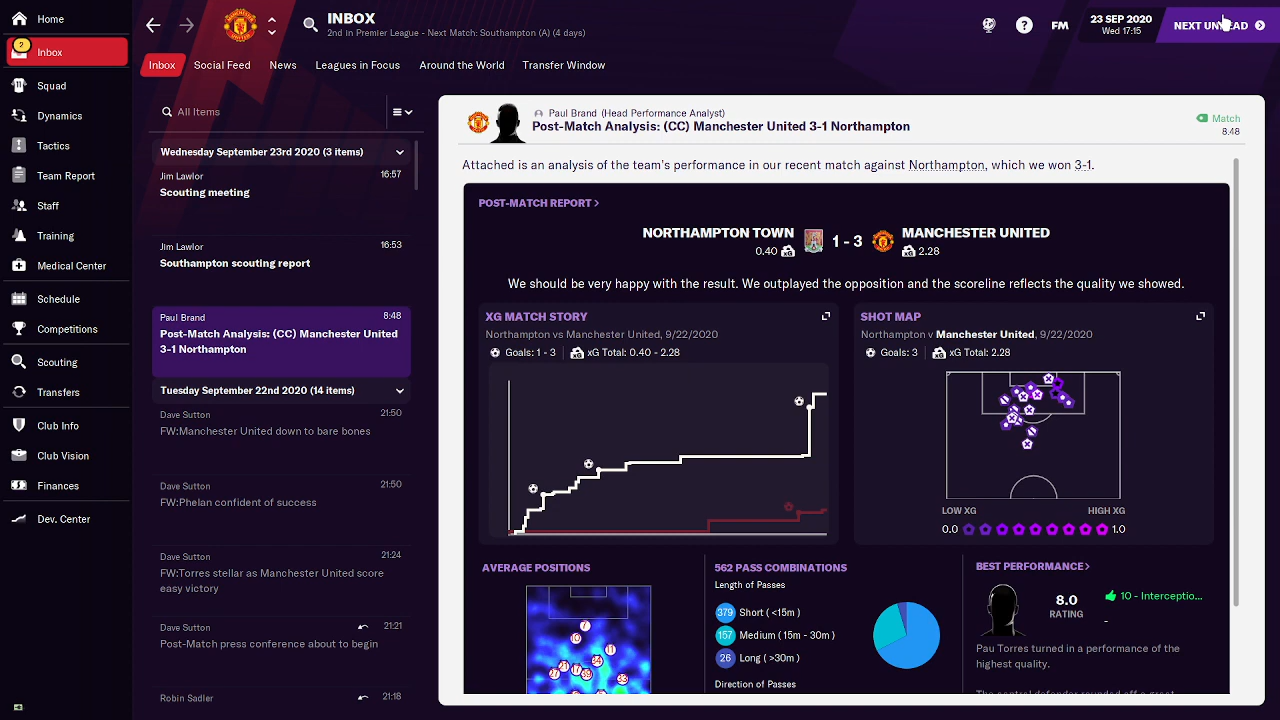 Home
2
Inbox
Squad
Dynamics
Tactics
Team Report
Staff
Training
Medical Center
Schedule
Competitions
Scouting
Transfers
Club Info
Club Vision
Finances
Dev. Center
INBOX
2nd in Premier League - Next Match: Southampton (A) (4 days)
FM
23 SEP 2020
Wed 17:15
Inbox
Social Feed
News
Leagues in Focus
Around the World
Transfer Window
All Items
Wednesday September 23rd 2020 (3 items)
Jim Lawlor
16:57
Scouting meeting
Jim Lawlor
16:53
Southampton scouting report
Paul Brand
8:48
Post-Match Analysis: (CC) Manchester United
3-1 Northampton
Tuesday September 22nd 2020 (14 items)
Dave Sutton
21:50
FW:Manchester United down to bare bones
Dave Sutton
21:50
FW:Phelan confident of success
Dave Sutton
21:24
FW:Torres stellar as Manchester United score
easy victory
Dave Sutton
21:21
Post-Match press conference about to begin
Robin Sadler
21:18
Paul Brand (Head Performance Analyst)
Post-Match Analysis: (CC) Manchester United 3-1 Northampton
Match
8:48
Attached is an analysis of the team's performance in our recent match against Northampton, which we won 3-1.
POST-MATCH REPORT >
NORTHAMPTON TOWN
0.40 xG
1 - 3
MANCHESTER UNITED
xG 2.28
We should be very happy with the result. We outplayed the opposition and the scoreline reflects the quality we showed.
XG MATCH STORY
Northampton vs Manchester United, 9/22/2020
Goals: 1 - 3
xG xG Total: 0.40 - 2.28
SHOT MAP
Northampton v Manchester United, 9/22/2020
Goals: 3
xG xG Total: 2.28
LOW XG
HIGH XG
0.0
1.0
AVERAGE POSITIONS
7
10
11
21
17
33
562 PASS COMBINATIONS
Length of Passes
379 Short ( <15m )
157 Medium ( 15m - 30m )
26 Long ( >30m )
Direction of Passes
BEST PERFORMANCE >
8.0
RATING
10 - Interceptio...
-
Pau Torres turned in a performance of the
highest quality.